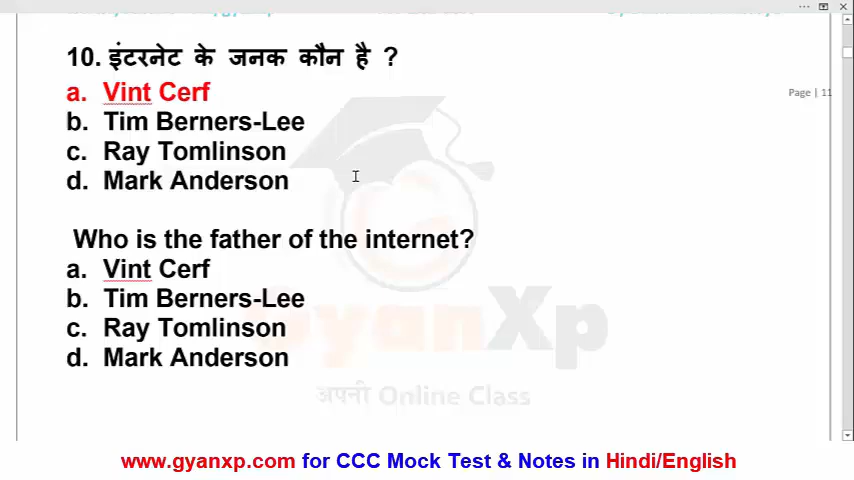 10. इंटरनेट के जनक कौन है ?
a. Vint Cerf
Page | 11
b. Tim Berners-Lee
c. Ray Tomlinson
d. Mark Anderson
Who is the father of the internet?
a. Vint Cerf
b. Tim Berners-Lee
c. Ray Tomlinson
d. Mark Anderson
GyanXp
अपनी Online Class
www.gyanxp.com for CCC Mock Test & Notes in Hindi/English